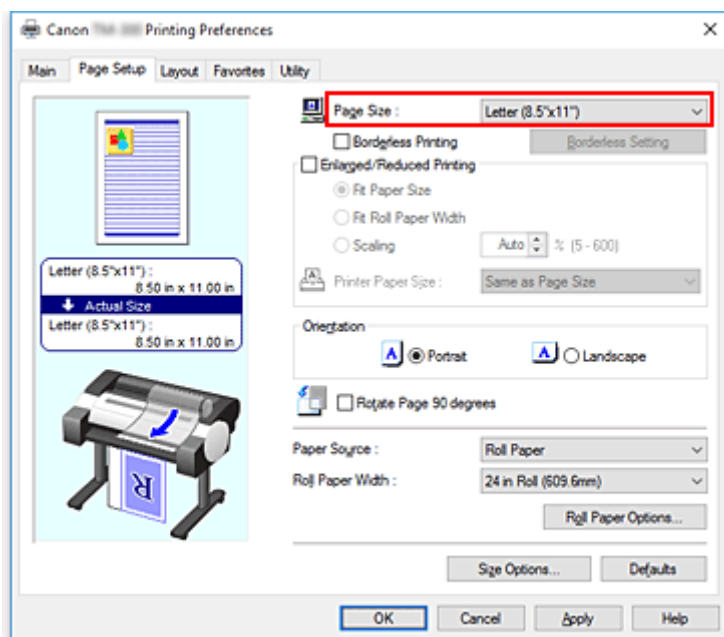 Canon Printing Preferences
Main Page Setup Layout Favorites Utility
Page Size : Letter (8.5"x11")
Borderless Printing Borderless Setting
Enlarged/Reduced Printing
Fit Paper Size
Fit Roll Paper Width
Scaling Auto % (5 - 600)
Printer Paper Size : Same as Page Size
Letter (8.5"x11") :
8.50 in x 11.00 in
Actual Size
Letter (8.5"x11") :
8.50 in x 11.00 in
Orientation
A Portrait A Landscape
Rotate Page 90 degrees
Paper Source : Roll Paper
Roll Paper Width : 24 in Roll (609.6mm)
Roll Paper Options...
Size Options... Defaults
OK Cancel Apply Help
R